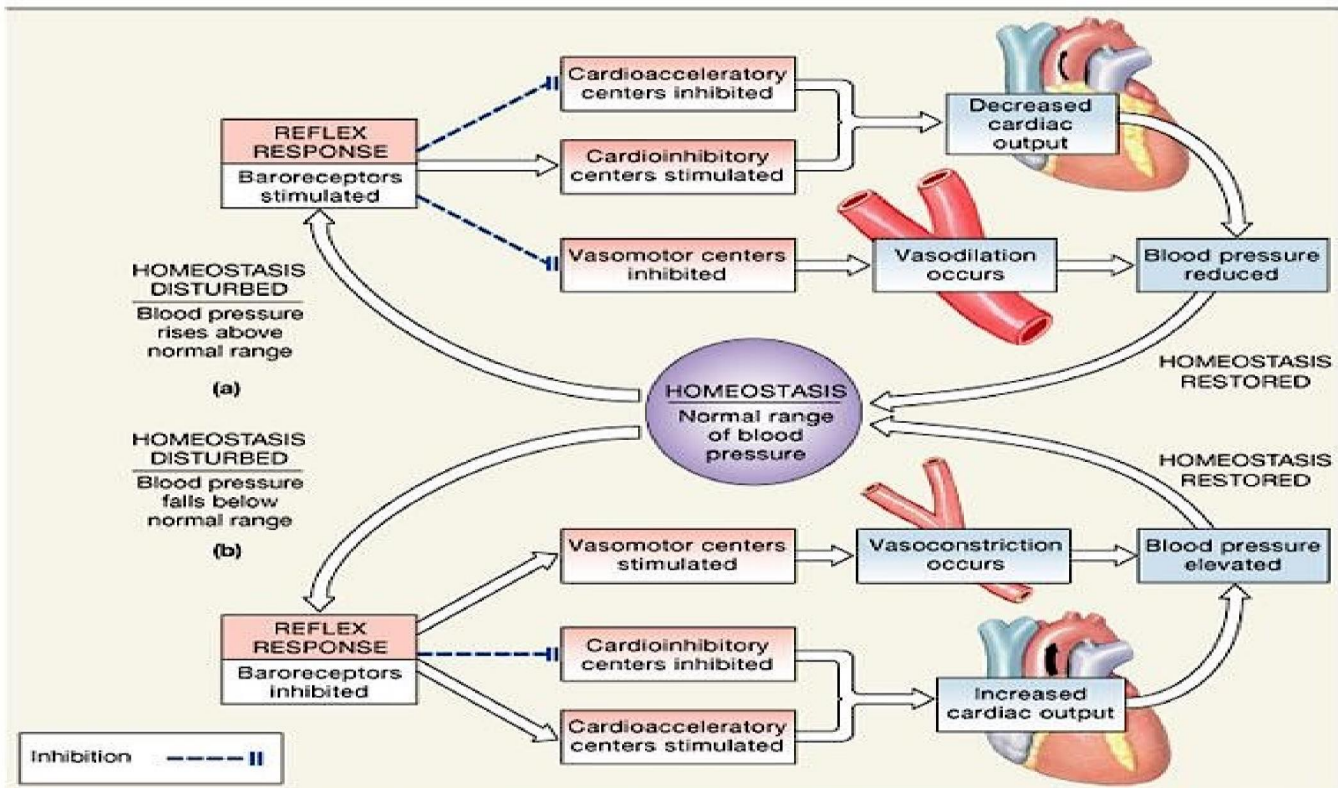 Cardioacceleratory
centers inhibited
REFLEX
RESPONSE
Baroreceptors
stimulated
Cardioinhibitory
centers stimulated
Decreased
cardiac
output
Vasomotor centers
inhibited
Vasodilation
occurs
Blood pressure
reduced
HOMEOSTASIS
DISTURBED
Blood pressure
rises above
normal range
(a)
HOMEOSTASIS
RESTORED
HOMEOSTASIS
Normal range
of blood
pressure
HOMEOSTASIS
DISTURBED
Blood pressure
falls below
normal range
(b)
HOMEOSTASIS
RESTORED
Vasomotor centers
stimulated
Vasoconstriction
occurs
Blood pressure
elevated
REFLEX
RESPONSE
Baroreceptors
inhibited
Cardioinhibitory
centers inhibited
Cardioacceleratory
centers stimulated
Increased
cardiac output
Inhibition